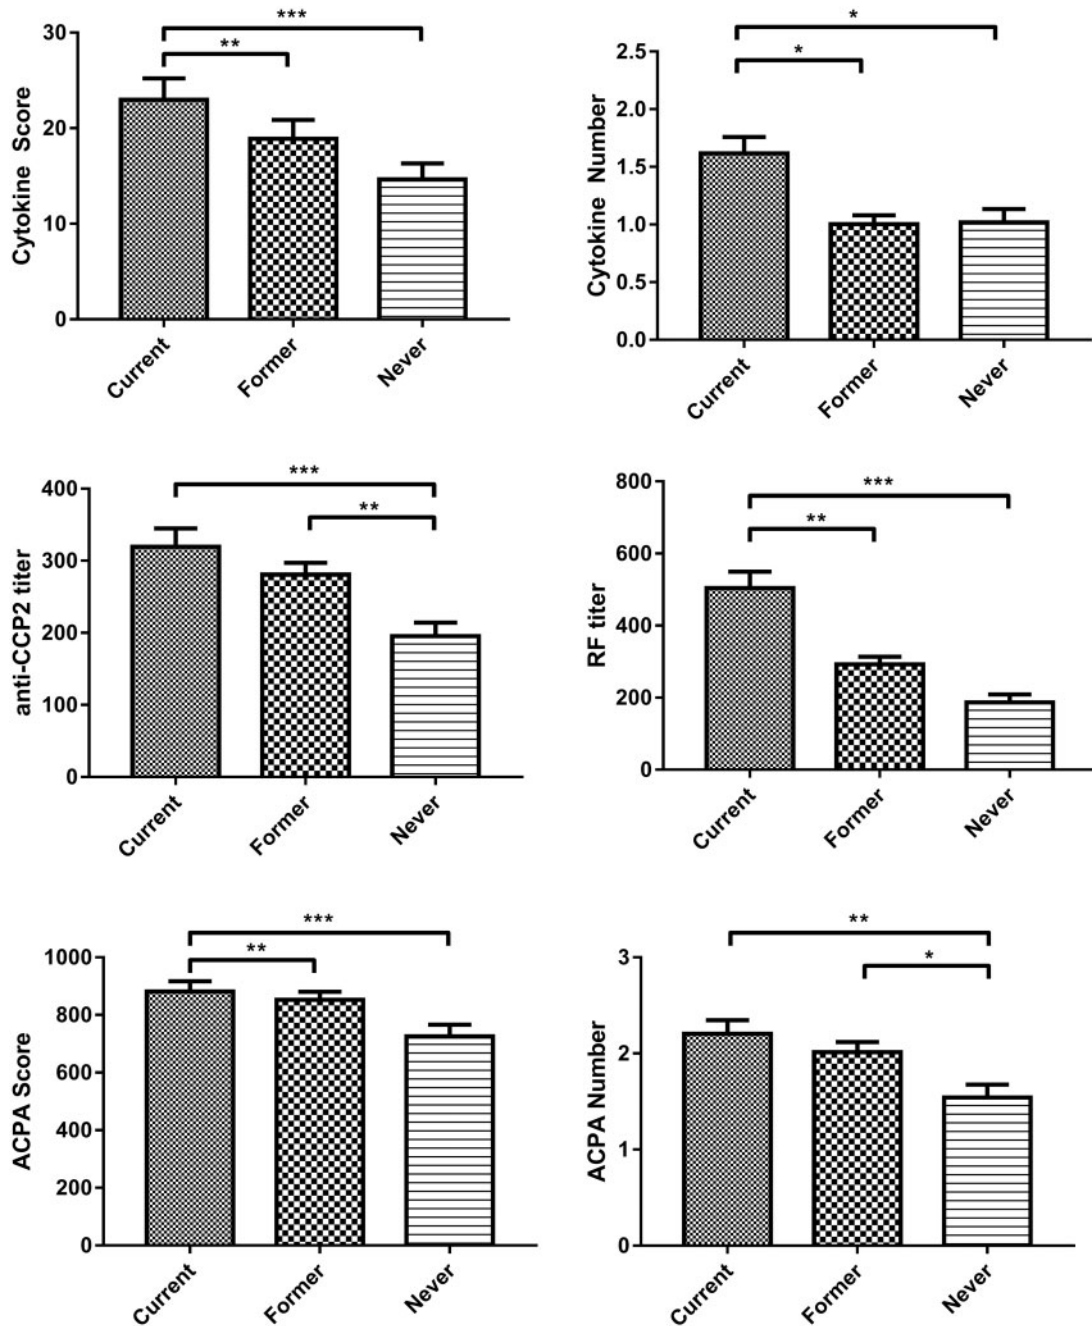 ***
**
30
20
10
0
Cytokine Score
Current
Former
Never
*
*
2.5
2.0
1.5
1.0
0.5
0.0
Cytokine Number
Current
Former
Never
***
**
400
300
200
100
0
anti-CCP2 titer
Current
Former
Never
***
**
800
600
400
200
0
RF titer
Current
Former
Never
***
**
1000
800
600
400
200
0
ACPA Score
Current
Former
Never
**
*
3
2
1
0
ACPA Number
Current
Former
Never